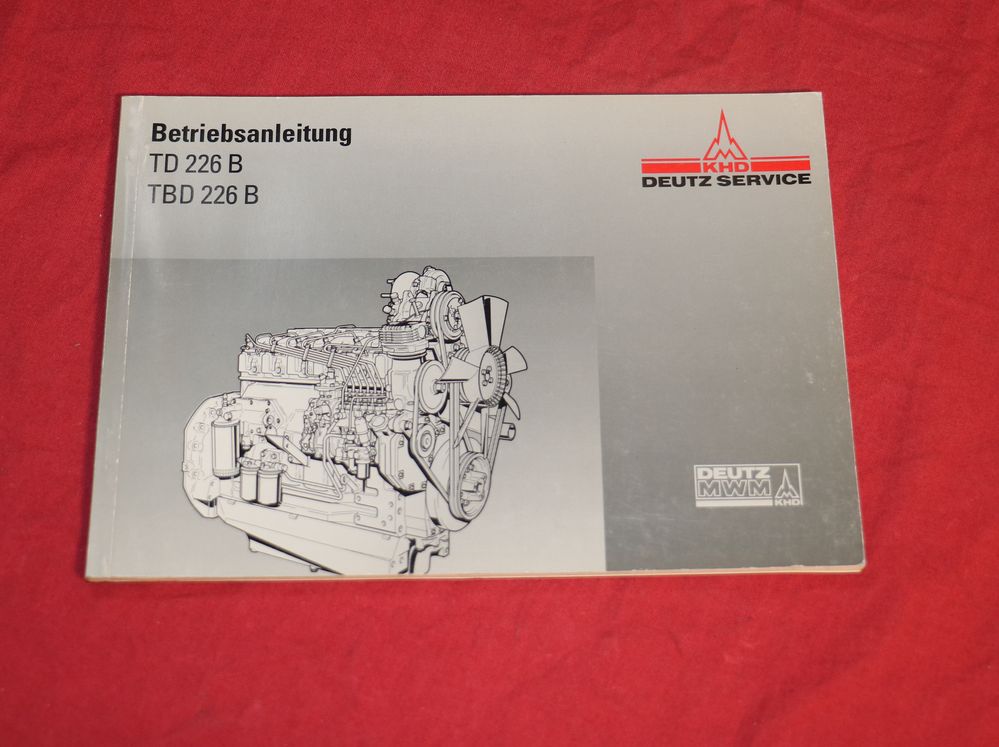 Betriebsanleitung
TD 226 B
TBD 226 B
KHD
DEUTZ SERVICE
DEUTZ
MWM
KHD